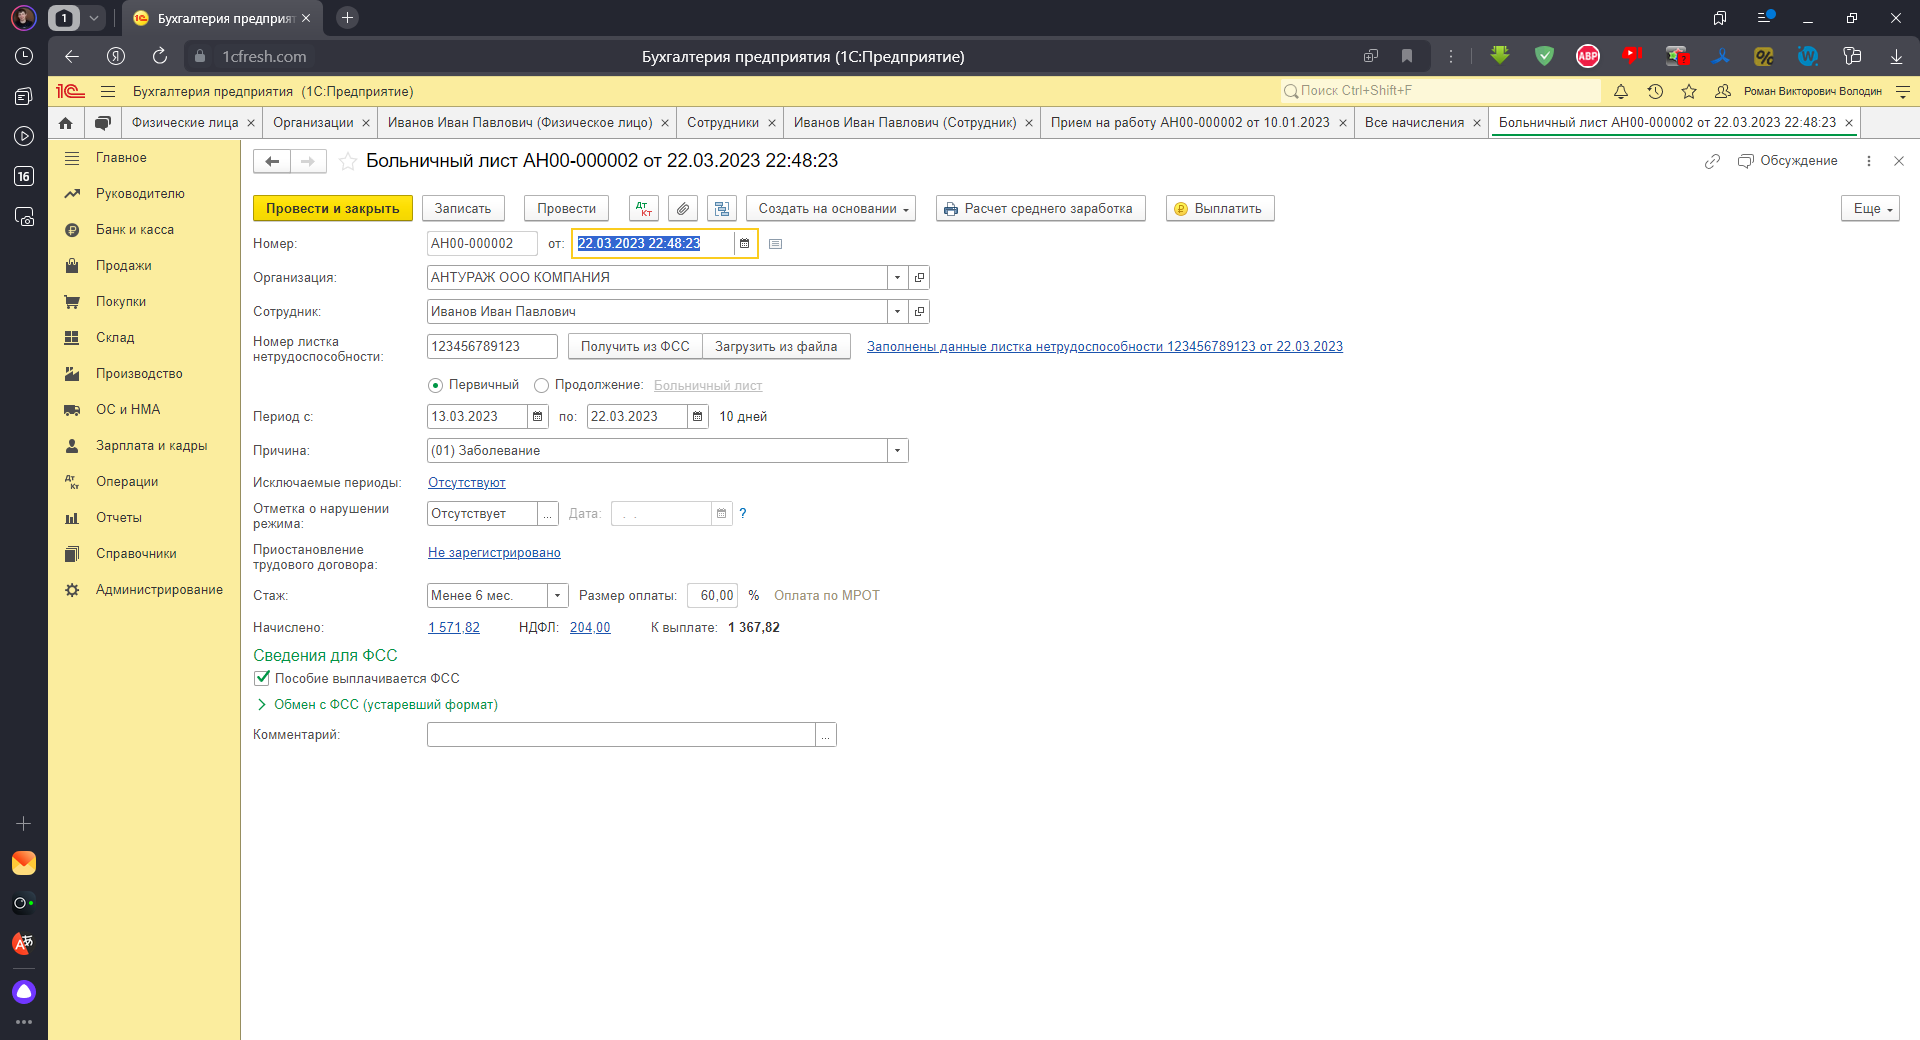 1
Бухгалтерия предприят
1cfresh.com
Бухгалтерия предприятия (1С:Предприятие)
ABP
16
Бухгалтерия предприятия (1С:Предприятие)
Поиск Ctrl+Shift+F
Роман Викторович Володин
Физические лица
Организации
Иванов Иван Павлович (Физическое лицо)
Сотрудники
Иванов Иван Павлович (Сотрудник)
Прием на работу АН00-000002 от 10.01.2023
Все начисления
Больничный лист АН00-000002 от 22.03.2023 22:48:23
Главное
Руководителю
Банк и касса
Продажи
Покупки
Склад
Производство
ОС и НМА
Зарплата и кадры
Операции
Отчеты
Справочники
Администрирование
Больничный лист АН00-000002 от 22.03.2023 22:48:23
Обсуждение
Провести и закрыть
Записать
Провести
Дт Кт
Создать на основании
Расчет среднего заработка
Выплатить
Еще
Номер: АН00-000002 от: 22.03.2023 22:48:23
Организация: АНТУРАЖ ООО КОМПАНИЯ
Сотрудник: Иванов Иван Павлович
Номер листка
нетрудоспособности: 123456789123 Получить из ФСС Загрузить из файла Заполнены данные листка нетрудоспособности 123456789123 от 22.03.2023
Первичный Продолжение: Больничный лист
Период с: 13.03.2023 по: 22.03.2023 10 дней
Причина: (01) Заболевание
Исключаемые периоды: Отсутствуют
Отметка о нарушении
режима: Отсутствует ... Дата: . . ?
Приостановление
трудового договора: Не зарегистрировано
Стаж: Менее 6 мес. Размер оплаты: 60,00 % Оплата по МРОТ
Начислено: 1 571,82 НДФЛ: 204,00 К выплате: 1 367,82
Сведения для ФСС
Пособие выплачивается ФСС
Обмен с ФСС (устаревший формат)
Комментарий: ...